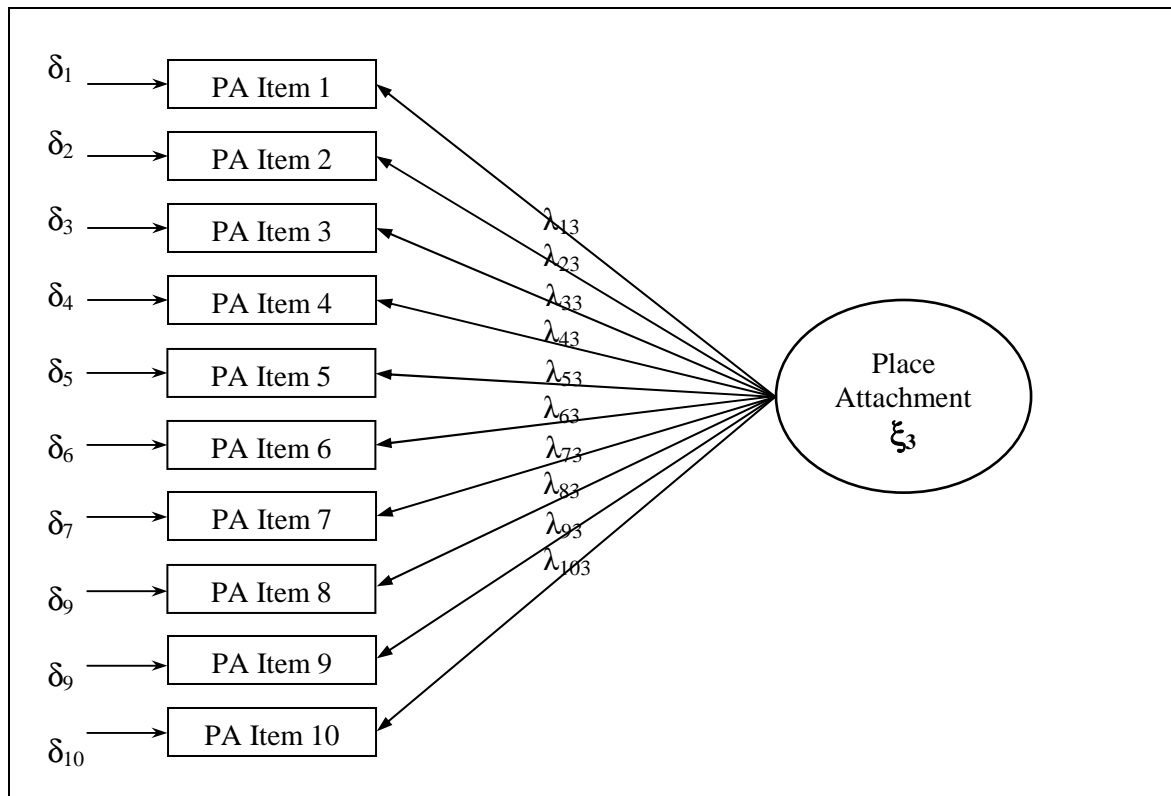 δ1
PA Item 1
δ2
PA Item 2
δ3
PA Item 3
δ4
PA Item 4
δ5
PA Item 5
δ6
PA Item 6
δ7
PA Item 7
δ9
PA Item 8
δ9
PA Item 9
δ10
PA Item 10
λ13
λ23
λ33
λ43
λ53
λ63
λ73
λ83
λ93
λ103
Place
Attachment
ξ3